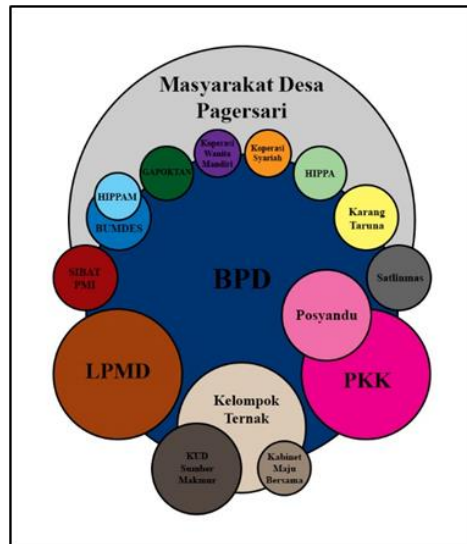 Masyarakat Desa
Pagersari
Koperasi
Wanita
Mandiri
Koperasi
Syariah
GAPOKTAN
HIPPA
HIPPAM
BUMDES
Karang
Taruna
SIBAT
PMI
BPD
Satlinmas
Posyandu
LPMD
PKK
Kelompok
Ternak
KUD
Sumber
Makmur
Kabinet
Maju
Bersama